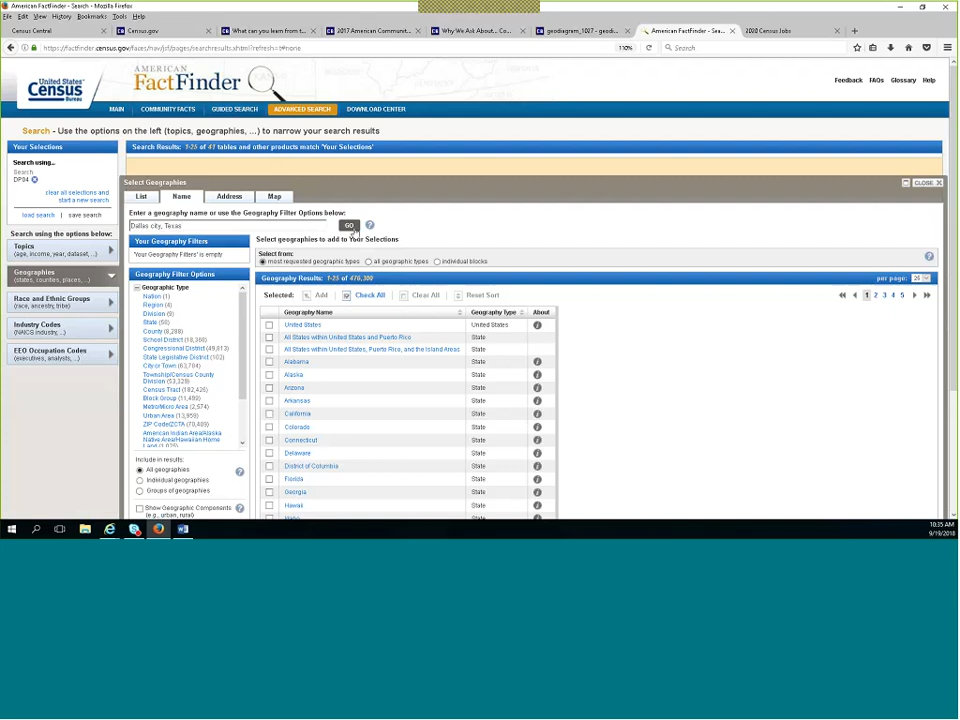 American FactFinder - Search - Mozilla Firefox
File Edit View History Bookmarks Tools Help
Census Central
Census.gov
What can you learn from t...
2017 American Communit...
Why We Ask About... Co...
geodiagram_1027 - geodi...
American FactFinder - Sea...
2020 Census Jobs
https://factfinder.census.gov/faces/nav/jsf/pages/searchresults.xhtml?refresh=t#none
110%
Search
United States
Census
Bureau
AMERICAN
FactFinder
Feedback FAQs Glossary Help
MAIN COMMUNITY FACTS GUIDED SEARCH ADVANCED SEARCH DOWNLOAD CENTER
Search - Use the options on the left (topics, geographies, ...) to narrow your search results
Your Selections
Search using...
Search
DP04
clear all selections and
start a new search
load search | save search
Search using the options below:
Topics
(age, income, year, dataset, ...)
Geographies
(states, counties, places, ...)
Race and Ethnic Groups
(race, ancestry, tribe)
Industry Codes
(NAICS industry, ...)
EEO Occupation Codes
(executives, analysts, ...)
Search Results: 1-25 of 41 tables and other products match 'Your Selections'
Select Geographies
CLOSE X
List Name Address Map
Enter a geography name or use the Geography Filter Options below:
Dallas city, Texas
GO
?
Your Geography Filters
'Your Geography Filters' is empty
Geography Filter Options
Geographic Type
Nation (1)
Region (4)
Division (9)
State (58)
County (8,288)
School District (18,388)
Congressional District (49,813)
State Legislative District (102)
City or Town (63,704)
Township/Census County
Division (53,329)
Census Tract (182,426)
Block Group (11,499)
Metro/Micro Area (2,574)
Urban Area (13,959)
ZIP Code/ZCTA (70,409)
American Indian Area/Alaska
Native Area/Hawaiian Home
Land (1,025)
Include in results:
All geographies
Individual geographies
Groups of geographies
Show Geographic Components
(e.g., urban, rural)
Select geographies to add to Your Selections
Select from:
most requested geographic types all geographic types individual blocks
Geography Results: 1-25 of 476,300
per page: 25
Selected: Add Check All Clear All Reset Sort
1 2 3 4 5
Geography Name Geography Type About
United States United States
All States within United States and Puerto Rico State
All States within United States, Puerto Rico, and the Island Areas State
Alabama State
Alaska State
Arizona State
Arkansas State
California State
Colorado State
Connecticut State
Delaware State
District of Columbia State
Florida State
Georgia State
Hawaii State
Idaho State
10:35 AM
9/19/2018